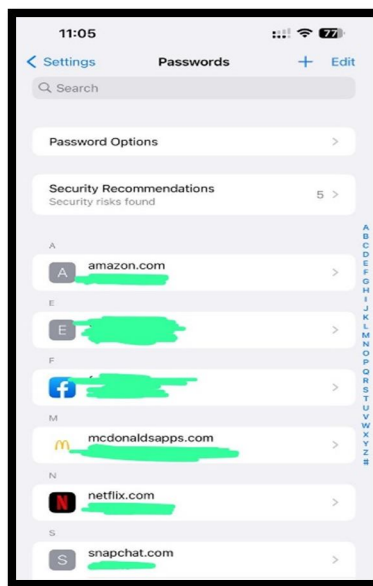 11:05
77
Settings
Passwords
+ Edit
Search
Password Options
Security Recommendations
5
Security risks found
A
A
amazon.com
E
E
F
M
mcdonaldsapps.com
N
N
netflix.com
S
S
snapchat.com
A
B
C
D
E
F
G
H
I
J
K
L
M
N
O
P
Q
R
S
T
U
V
W
X
Y
Z
#